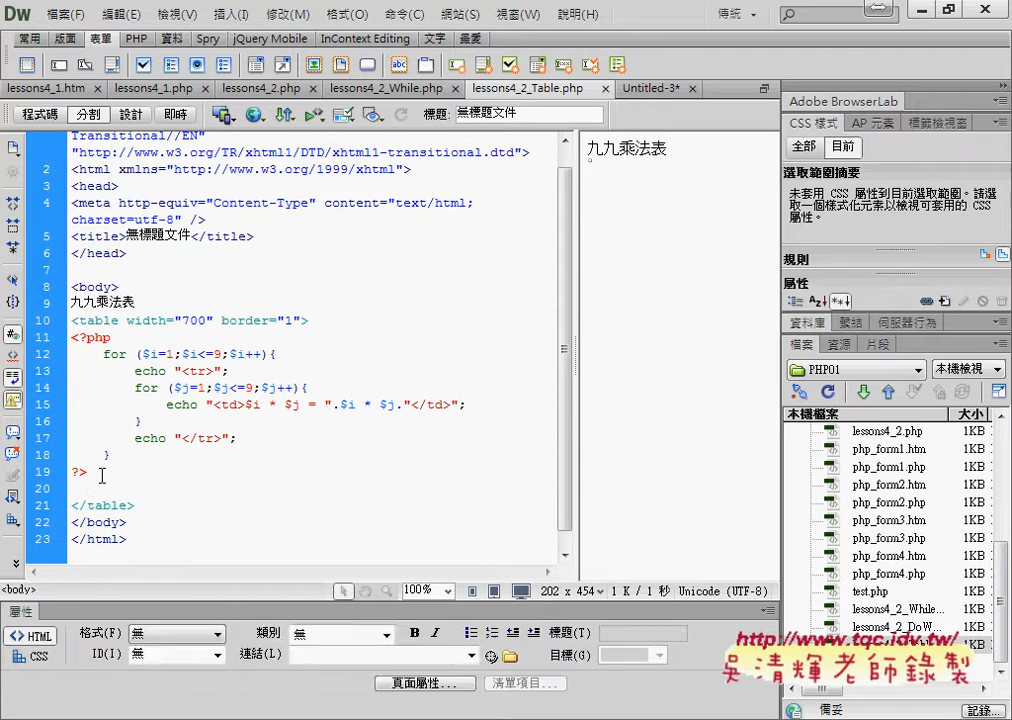 Dw 檔案(F) 編輯(E) 檢視(V) 插入(I) 修改(M) 格式(O) 命令(C) 網站(S) 視窗(W) 說明(H) 傳統
常用 版面 表單 PHP 資料 Spry jQuery Mobile InContext Editing 文字 最愛
lessons4_1.htm lessons4_1.php lessons4_2.php lessons4_2_While.php lessons4_2_Table.php Untitled-3*
程式碼 分割 設計 即時 標題: 無標題文件
Transitional//EN"
"http://www.w3.org/TR/xhtml1/DTD/xhtml1-transitional.dtd">
2 <html xmlns="http://www.w3.org/1999/xhtml">
3 <head>
4 <meta http-equiv="Content-Type" content="text/html;
charset=utf-8" />
5 <title>無標題文件</title>
6 </head>
7
8 <body>
9 九九乘法表
10 <table width="700" border="1">
11 <?php
12 for ($i=1;$i<=9;$i++){
13 echo "<tr>";
14 for ($j=1;$j<=9;$j++){
15 echo "<td>$i * $j = ".$i * $j."</td>";
16 }
17 echo "</tr>";
18 }
19 ?>
20
21 </table>
22 </body>
23 </html>
九九乘法表
<body> 100% 202 x 454 1 K / 1 秒 Unicode (UTF-8)
屬性
<> HTML 格式(F) 無 類別 無 B I 標題(T)
CSS ID(I) 無 連結(L) 目標(G)
頁面屬性... 清單項目...
Adobe BrowserLab
CSS 樣式 AP 元素 標籤檢視窗
全部 目前
選取範圍摘要
未套用 CSS 屬性到目前選取範圍。請選
取一個樣式化元素以檢視可套用的 CSS
屬性。
規則
屬性
資料庫 繫結 伺服器行為
檔案 資源 片段
PHP01 本機檢視
本機檔案 大小
lessons4_2.php 1KB
php_form1.htm 1KB
php_form1.php 1KB
php_form2.htm 1KB
php_form2.php 1KB
php_form3.htm 1KB
php_form3.php 1KB
php_form4.htm 1KB
php_form4.php 1KB
test.php 1KB
lessons4_2_While... 1KB
lessons4_2_DoW... 1KB
http://www.tqc.idv.tw/
吳清輝老師錄製
備妥 記錄...